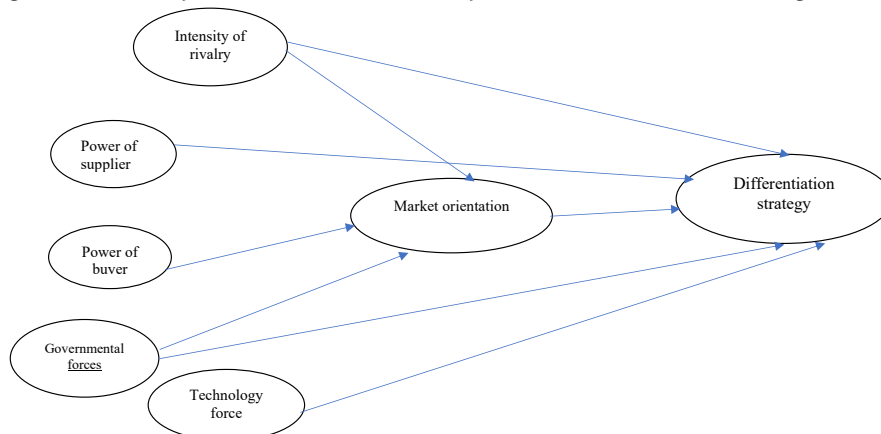 Intensity of
rivalry
Power of
supplier
Differentiation
strategy
Market orientation
Power of
buver
Governmental
forces
Technology
force